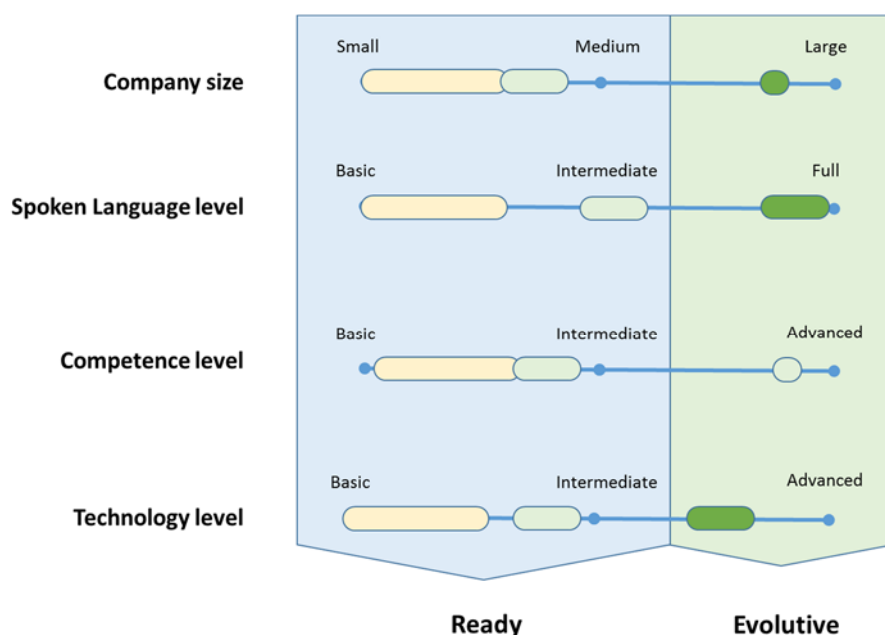 Small Medium Large
Company size
Basic Intermediate Full
Spoken Language level
Basic Intermediate Advanced
Competence level
Basic Intermediate Advanced
Technology level
Ready Evolutive